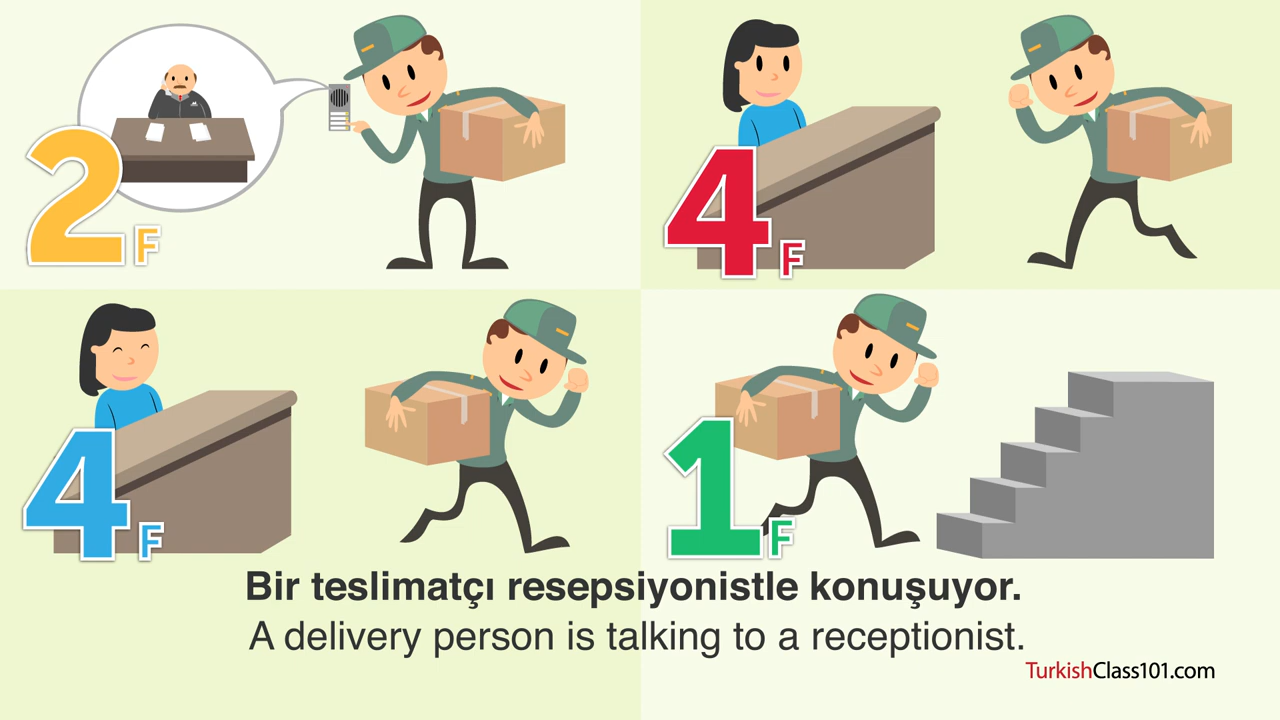 2F
4F
4F
1F
Bir teslimatçı resepsiyonistle konuşuyor.
A delivery person is talking to a receptionist.
TurkishClass101.com